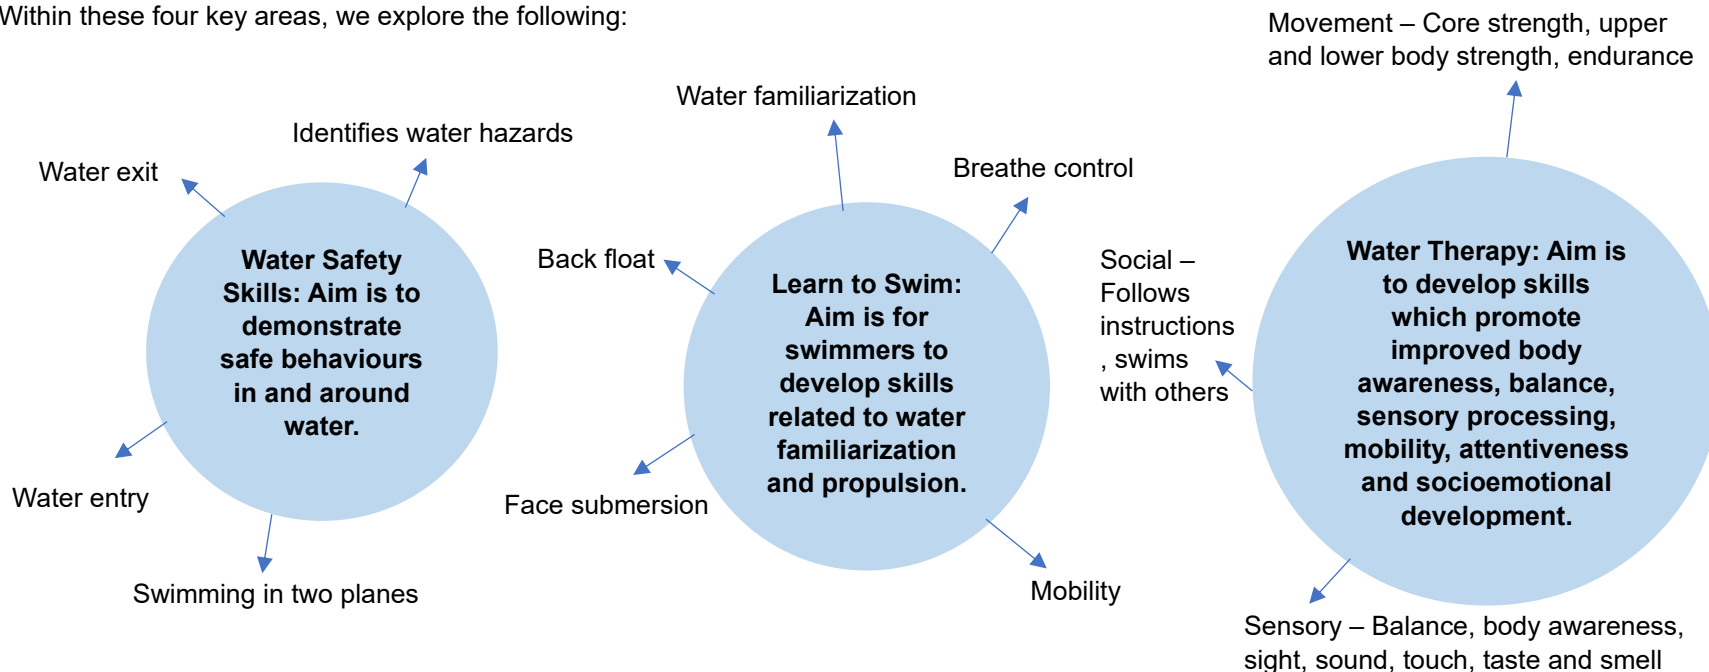 Within these four key areas, we explore the following:
Water exit
Identifies water hazards
Water Safety
Skills: Aim is to
demonstrate
safe behaviours
in and around
water.
Water entry
Swimming in two planes
Water familiarization
Breathe control
Back float
Learn to Swim:
Aim is for
swimmers to
develop skills
related to water
familiarization
and propulsion.
Face submersion
Mobility
Movement – Core strength, upper
and lower body strength, endurance
Social –
Follows
instructions
, swims
with others
Water Therapy: Aim is
to develop skills
which promote
improved body
awareness, balance,
sensory processing,
mobility, attentiveness
and socioemotional
development.
Sensory – Balance, body awareness,
sight, sound, touch, taste and smell